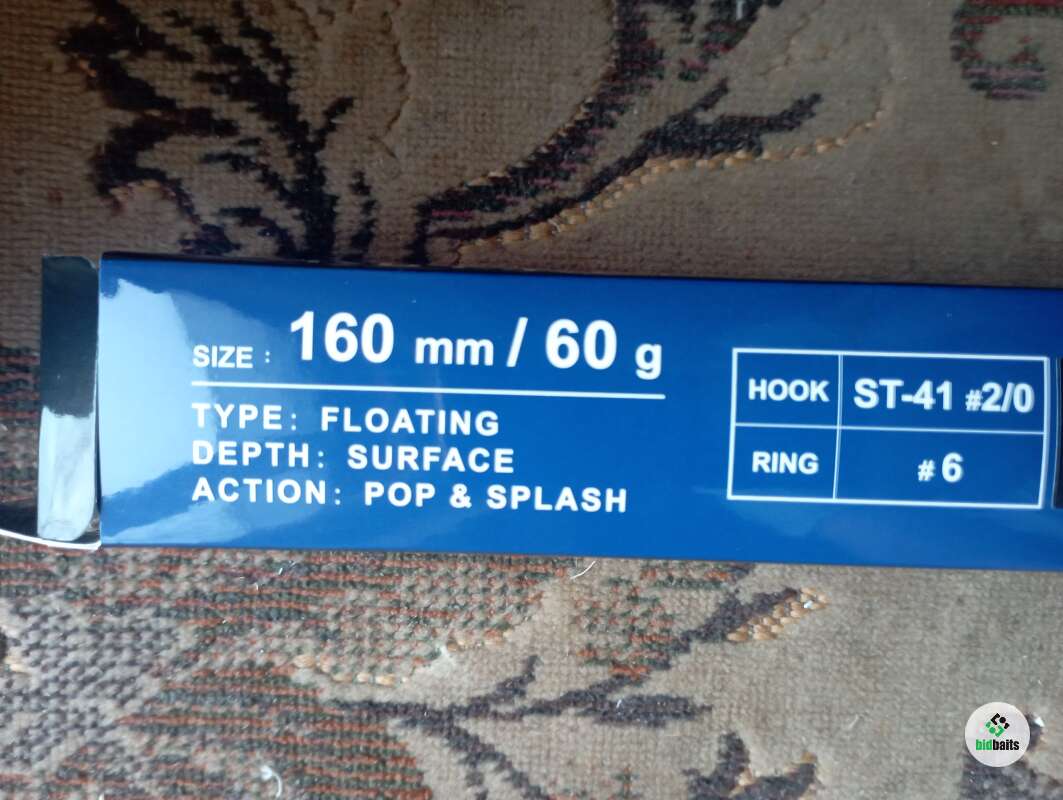 SIZE : 160 mm / 60 g
TYPE : FLOATING
DEPTH : SURFACE
ACTION : POP & SPLASH
HOOK ST-41 #2/0
RING #6
bidbaits